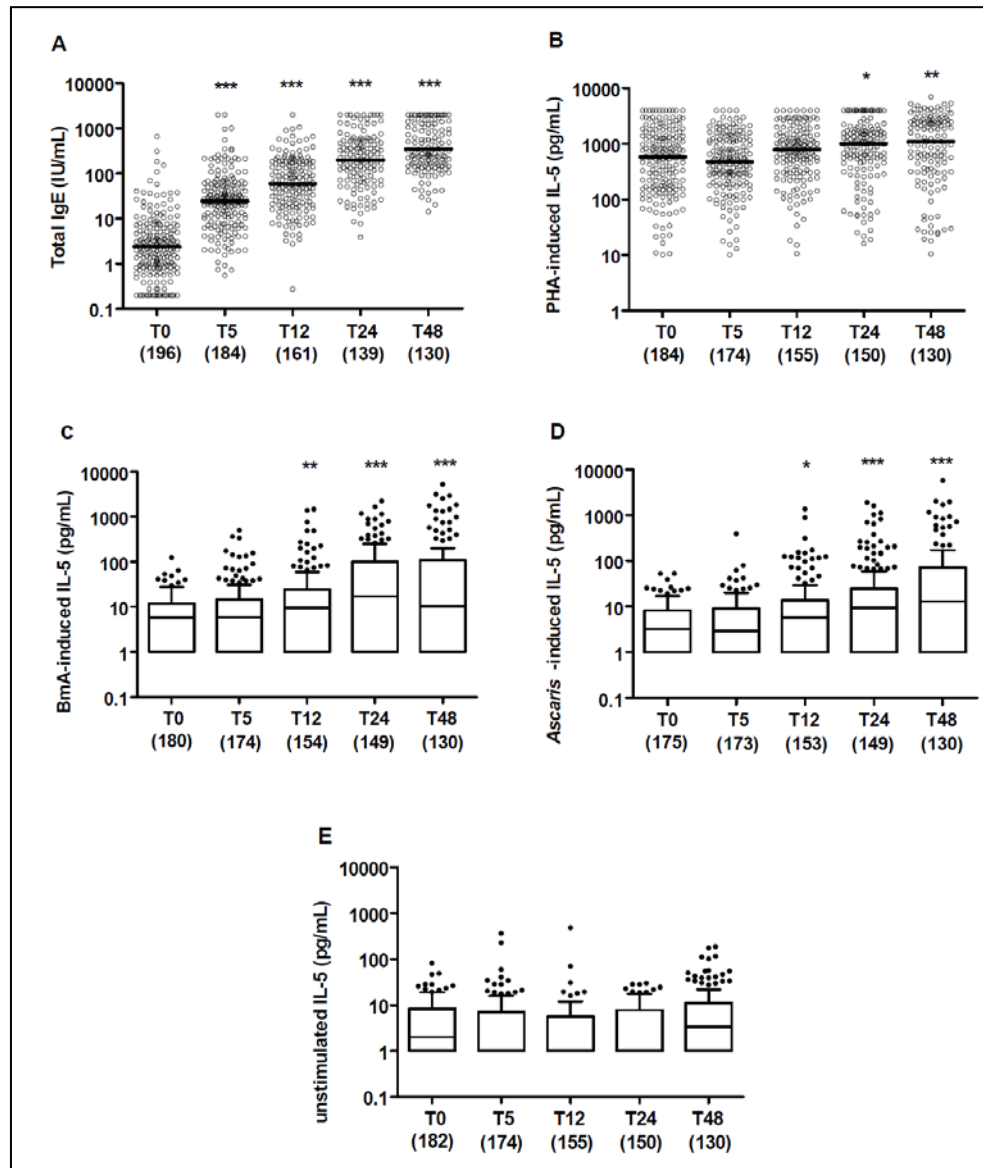 A
Total IgE (IU/mL)
*** *** *** ***
10000
1000
100
10
1
0.1
T0 T5 T12 T24 T48
(196) (184) (161) (139) (130)
B
PHA-induced IL-5 (pg/mL)
* **
10000
1000
100
10
1
T0 T5 T12 T24 T48
(184) (174) (155) (150) (130)
C
BmA-induced IL-5 (pg/mL)
** *** ***
10000
1000
100
10
1
0.1
T0 T5 T12 T24 T48
(180) (174) (154) (149) (130)
D
Ascaris -induced IL-5 (pg/mL)
* *** ***
10000
1000
100
10
1
0.1
T0 T5 T12 T24 T48
(175) (173) (153) (149) (130)
E
unstimulated IL-5 (pg/mL)
10000
1000
100
10
1
0.1
T0 T5 T12 T24 T48
(182) (174) (155) (150) (130)